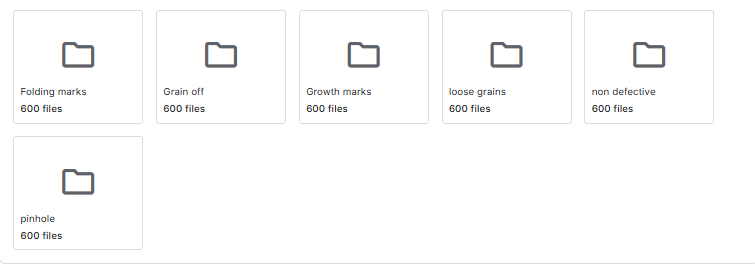 Folding marks
600 files
Grain off
600 files
Growth marks
600 files
loose grains
600 files
non defective
600 files
pinhole
600 files